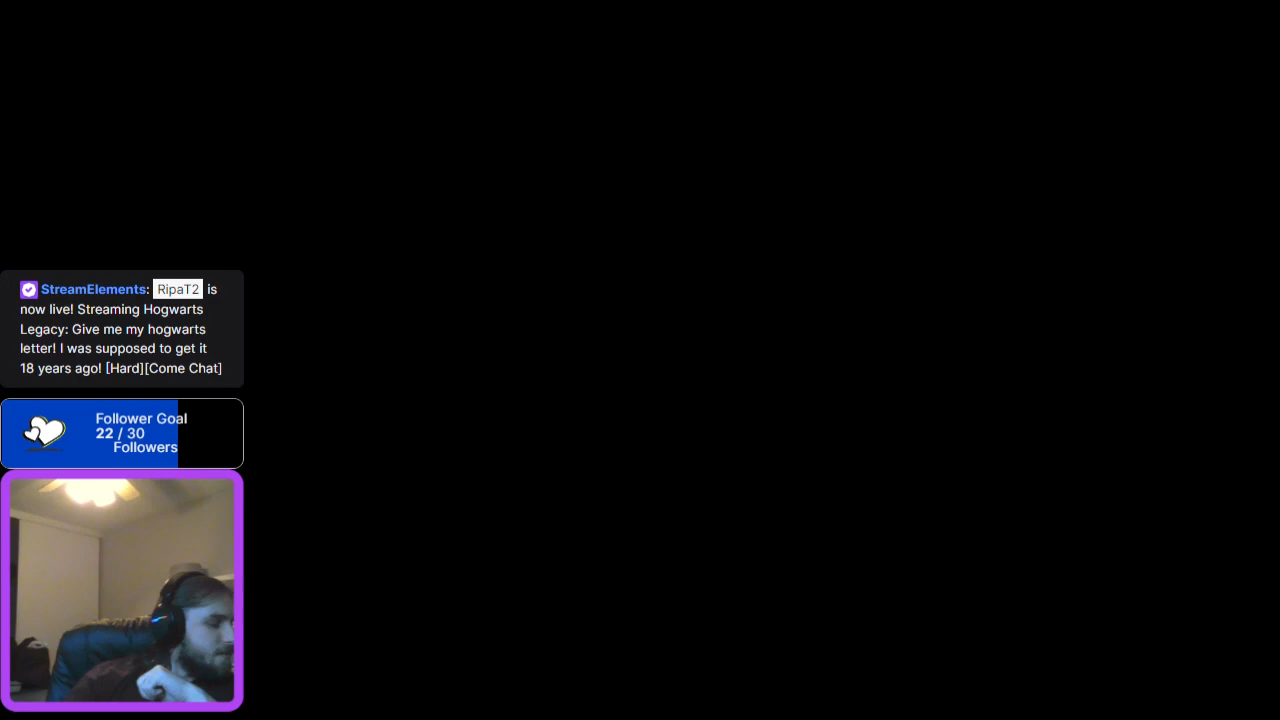 StreamElements: RipaT2 is
now live! Streaming Hogwarts
Legacy: Give me my hogwarts
letter! I was supposed to get it
18 years ago! [Hard][Come Chat]
Follower Goal
22 / 30
Followers